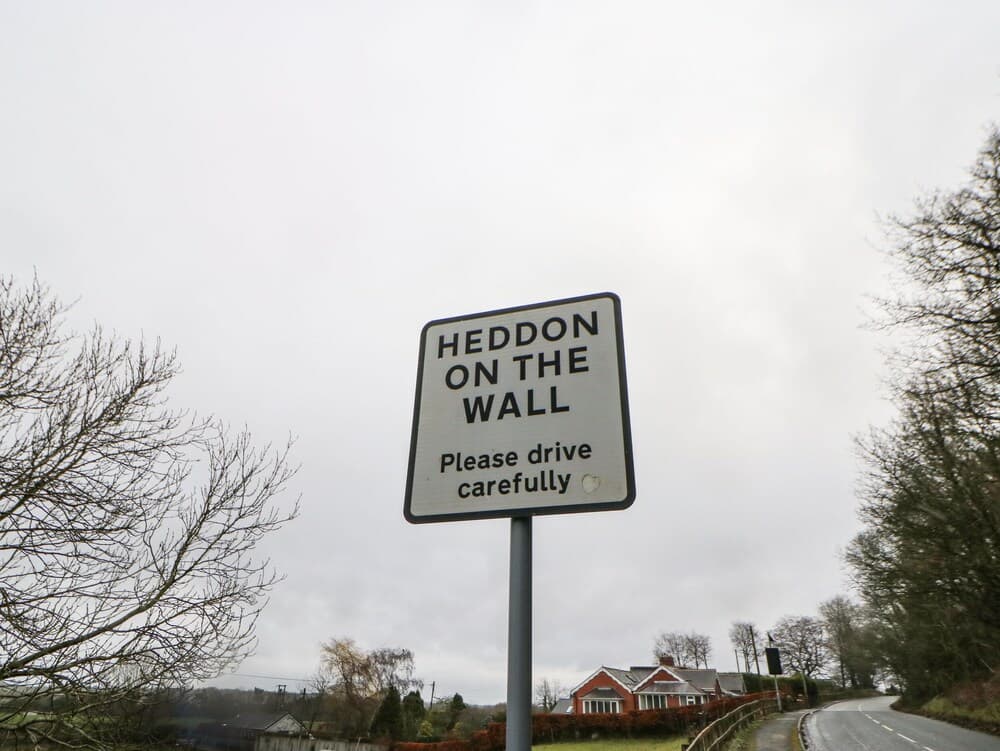 HEDDON
ON THE
WALL
Please drive
carefully